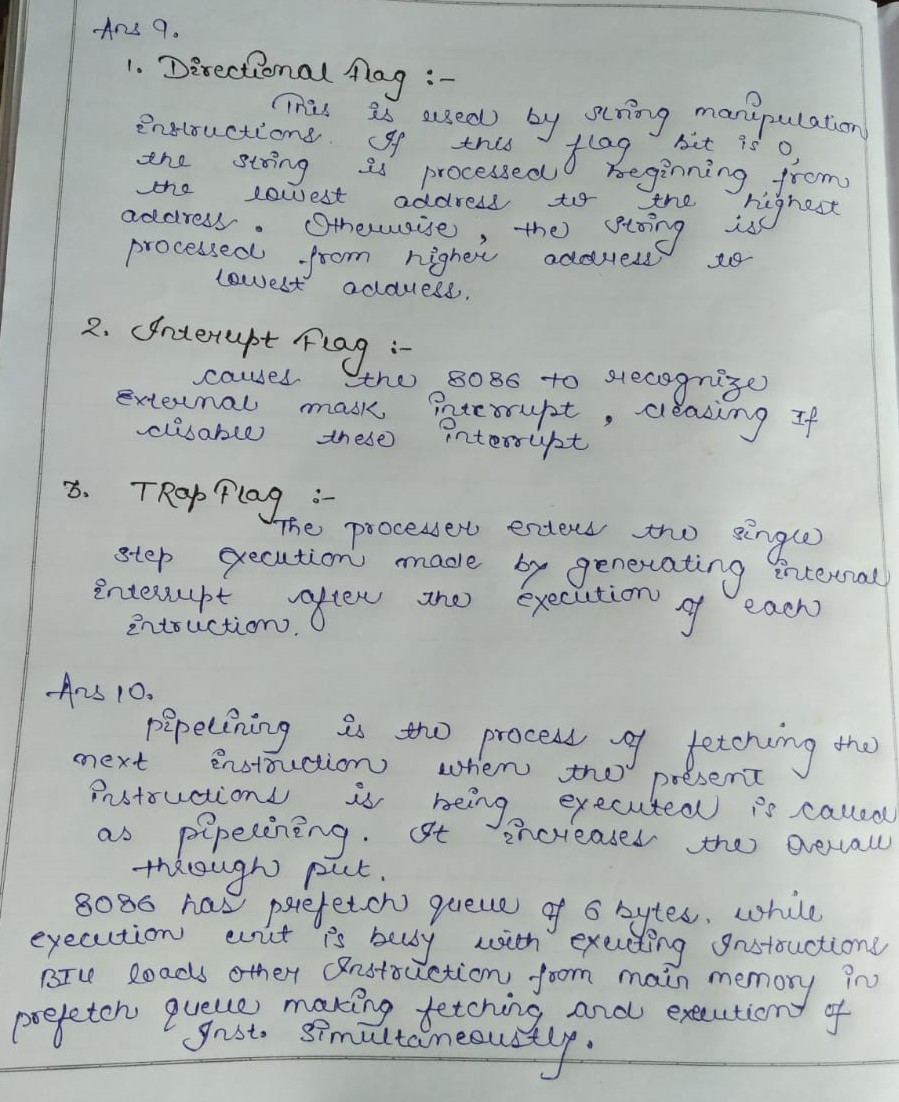 Ans 9.
1. Directional flag :-
This is used by string manipulation
instructions. If this flag bit is 0,
the string is processed beginning from
the lowest address to the highest
address. Otherwise, the string is
processed from higher address to
lowest address.
2. Interupt Flag :-
causes the 8086 to recognize
external mask interrupt, cleasing If
disable these interrupt
3. TRap Flag :-
The processer enters the single
step execution made by generating internal
interrupt after the execution of each
intruction.
Ans 10.
pipelining is the process of fetching the
next instruction when the present
instructions is being executed is called
as pipelining. It increases the overall
through put.
8086 has prefetch queue of 6 bytes. while
execution unit is busy with exeuting Instructions
BIU loads other Instruction from main memory in
prefetch queue making fetching and exeution of
Inst. Simultaneoustly.